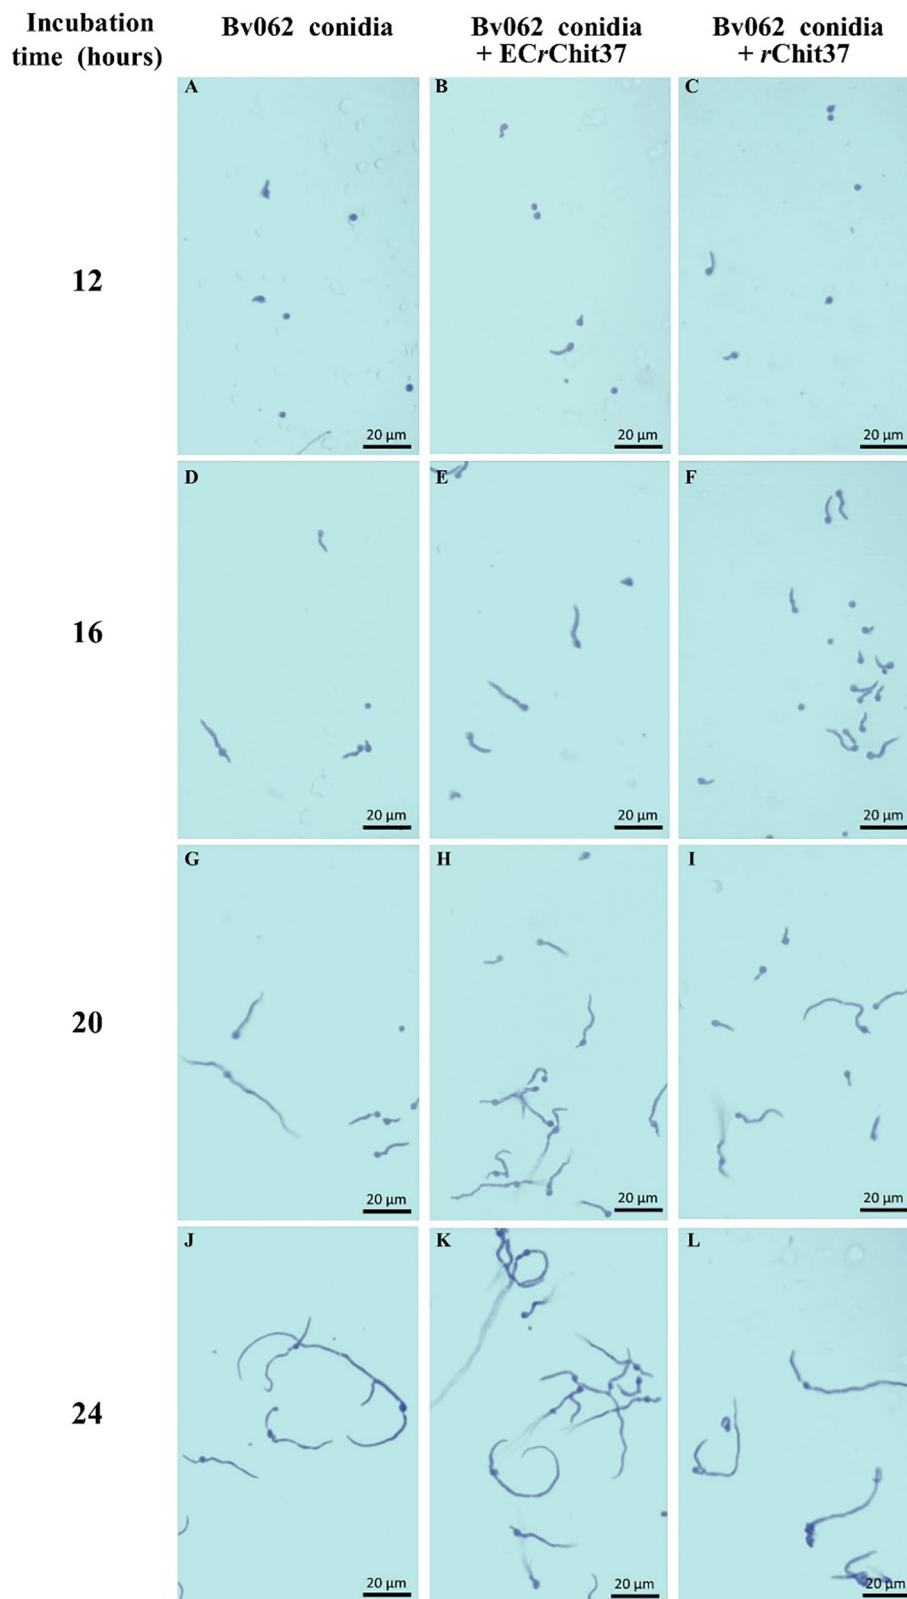 Incubation
time (hours)
Bv062 conidia
Bv062 conidia
+ ECrChit37
Bv062 conidia
+ rChit37
A
B
C
12
20 µm
20 µm
20 µm
D
E
F
16
20 µm
20 µm
20 µm
G
H
I
20
20 µm
20 µm
20 µm
J
K
L
24
20 µm
20 µm
20 µm